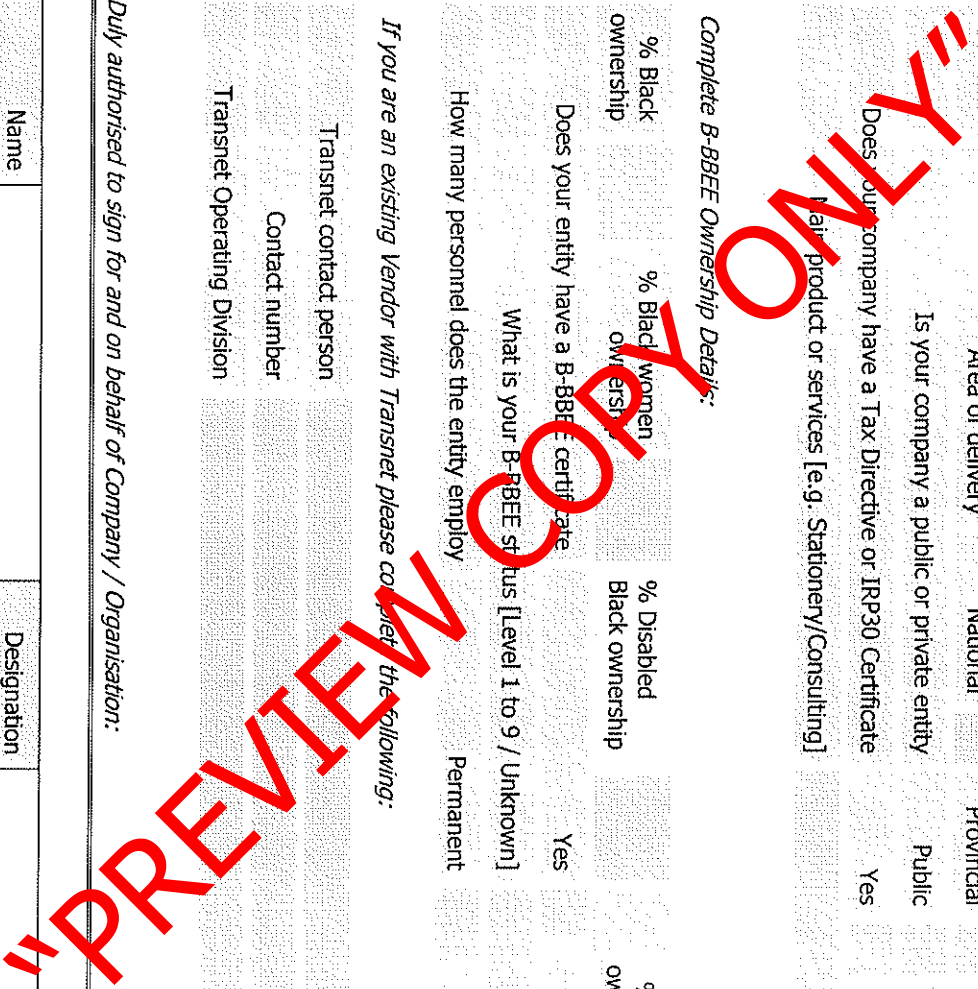 Area of delivery National Provincial
Is your company a public or private entity Public
Does your company have a Tax Directive or IRP30 Certificate Yes
Main product or services [e.g. Stationery/Consulting]
Complete B-BBEE Ownership Details:
% Black ownership % Black women ownership % Disabled Black ownership
Does your entity have a B-BBEE certificate Yes
What is your B-BBEE status [Level 1 to 9 / Unknown]
How many personnel does the entity employ Permanent
If you are an existing Vendor with Transnet please complete the following:
Transnet contact person
Contact number
Transnet Operating Division
Duly authorised to sign for and on behalf of Company / Organisation:
Name Designation
"PREVIEW COPY ONLY"